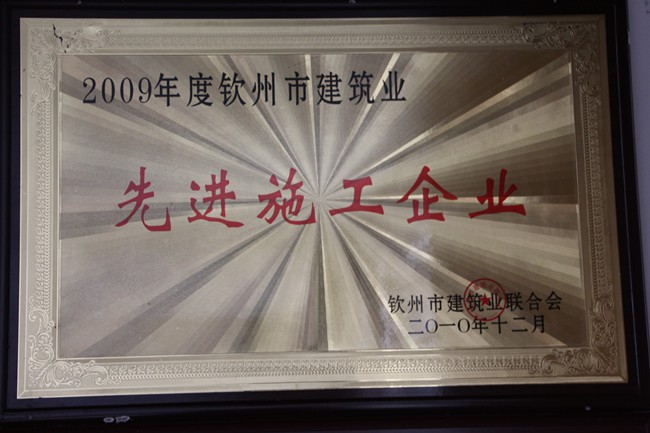 2009年度钦州市建筑业
先进施工企业
钦州市建筑业联合会
二〇一〇年十二月